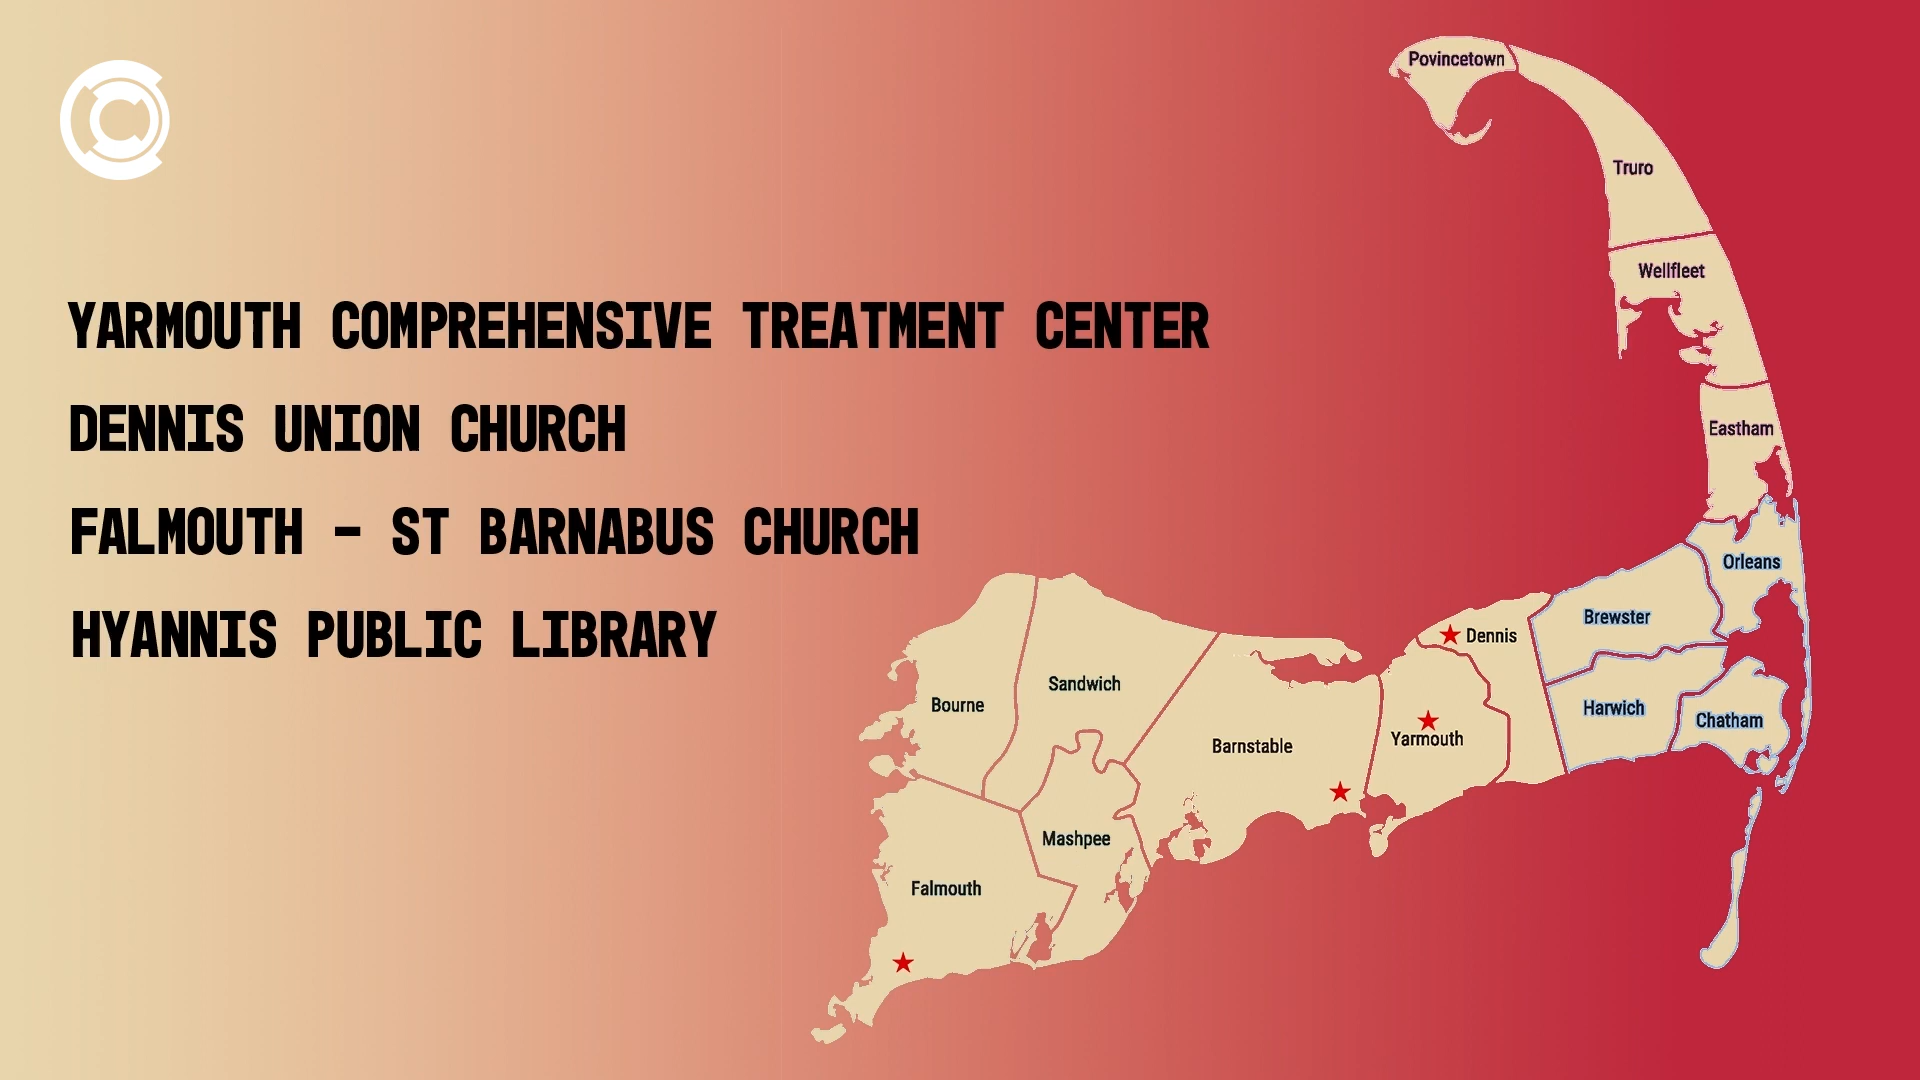 YARMOUTH COMPREHENSIVE TREATMENT CENTER
DENNIS UNION CHURCH
FALMOUTH - ST BARNABUS CHURCH
HYANNIS PUBLIC LIBRARY
Povincetown
Truro
Wellfleet
Eastham
Orleans
Brewster
Dennis
Harwich
Chatham
Yarmouth
Barnstable
Sandwich
Bourne
Mashpee
Falmouth